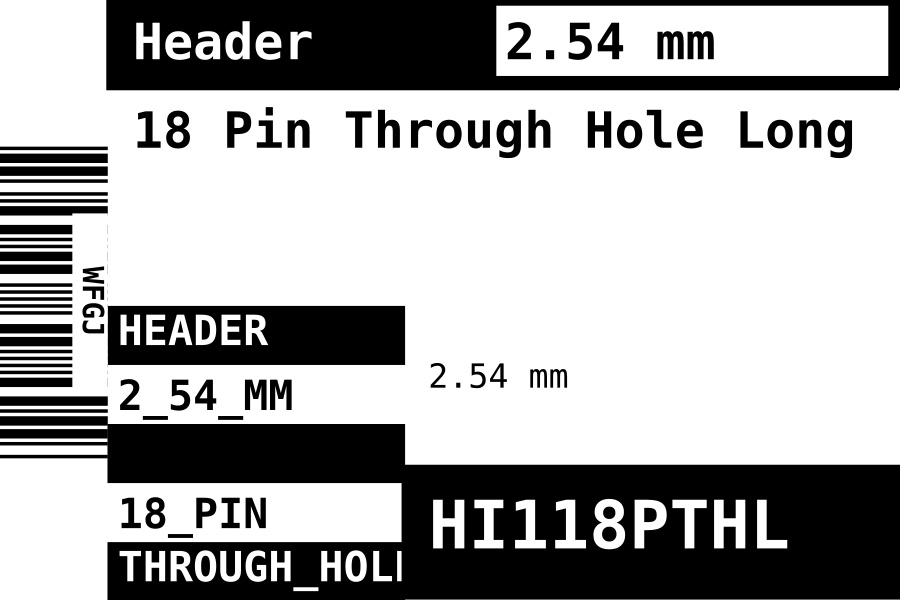 Header
2.54 mm
18 Pin Through Hole Long
WFGJ
HEADER
2_54_MM
2.54 mm
18_PIN
HI118PTHL